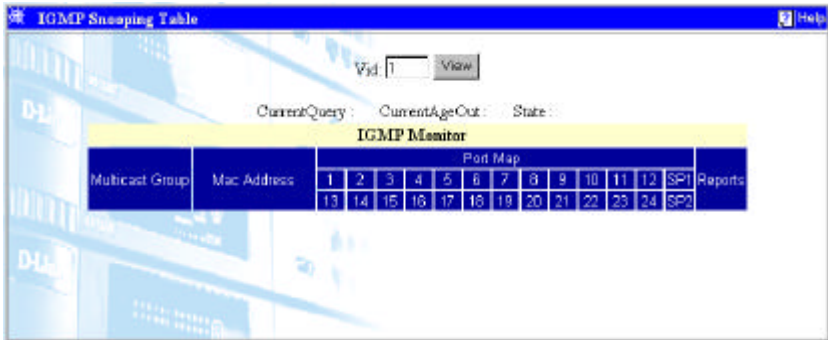 IGMP Snooping Table
Help
Vid: 1 View
CurrentQuery : CurrentAgeOut : State :
IGMP Monitor
Multicast Group Mac Address Port Map Reports
1 2 3 4 5 6 7 8 9 10 11 12 SP1
13 14 15 16 17 18 19 20 21 22 23 24 SP2
D-Li
D-Li